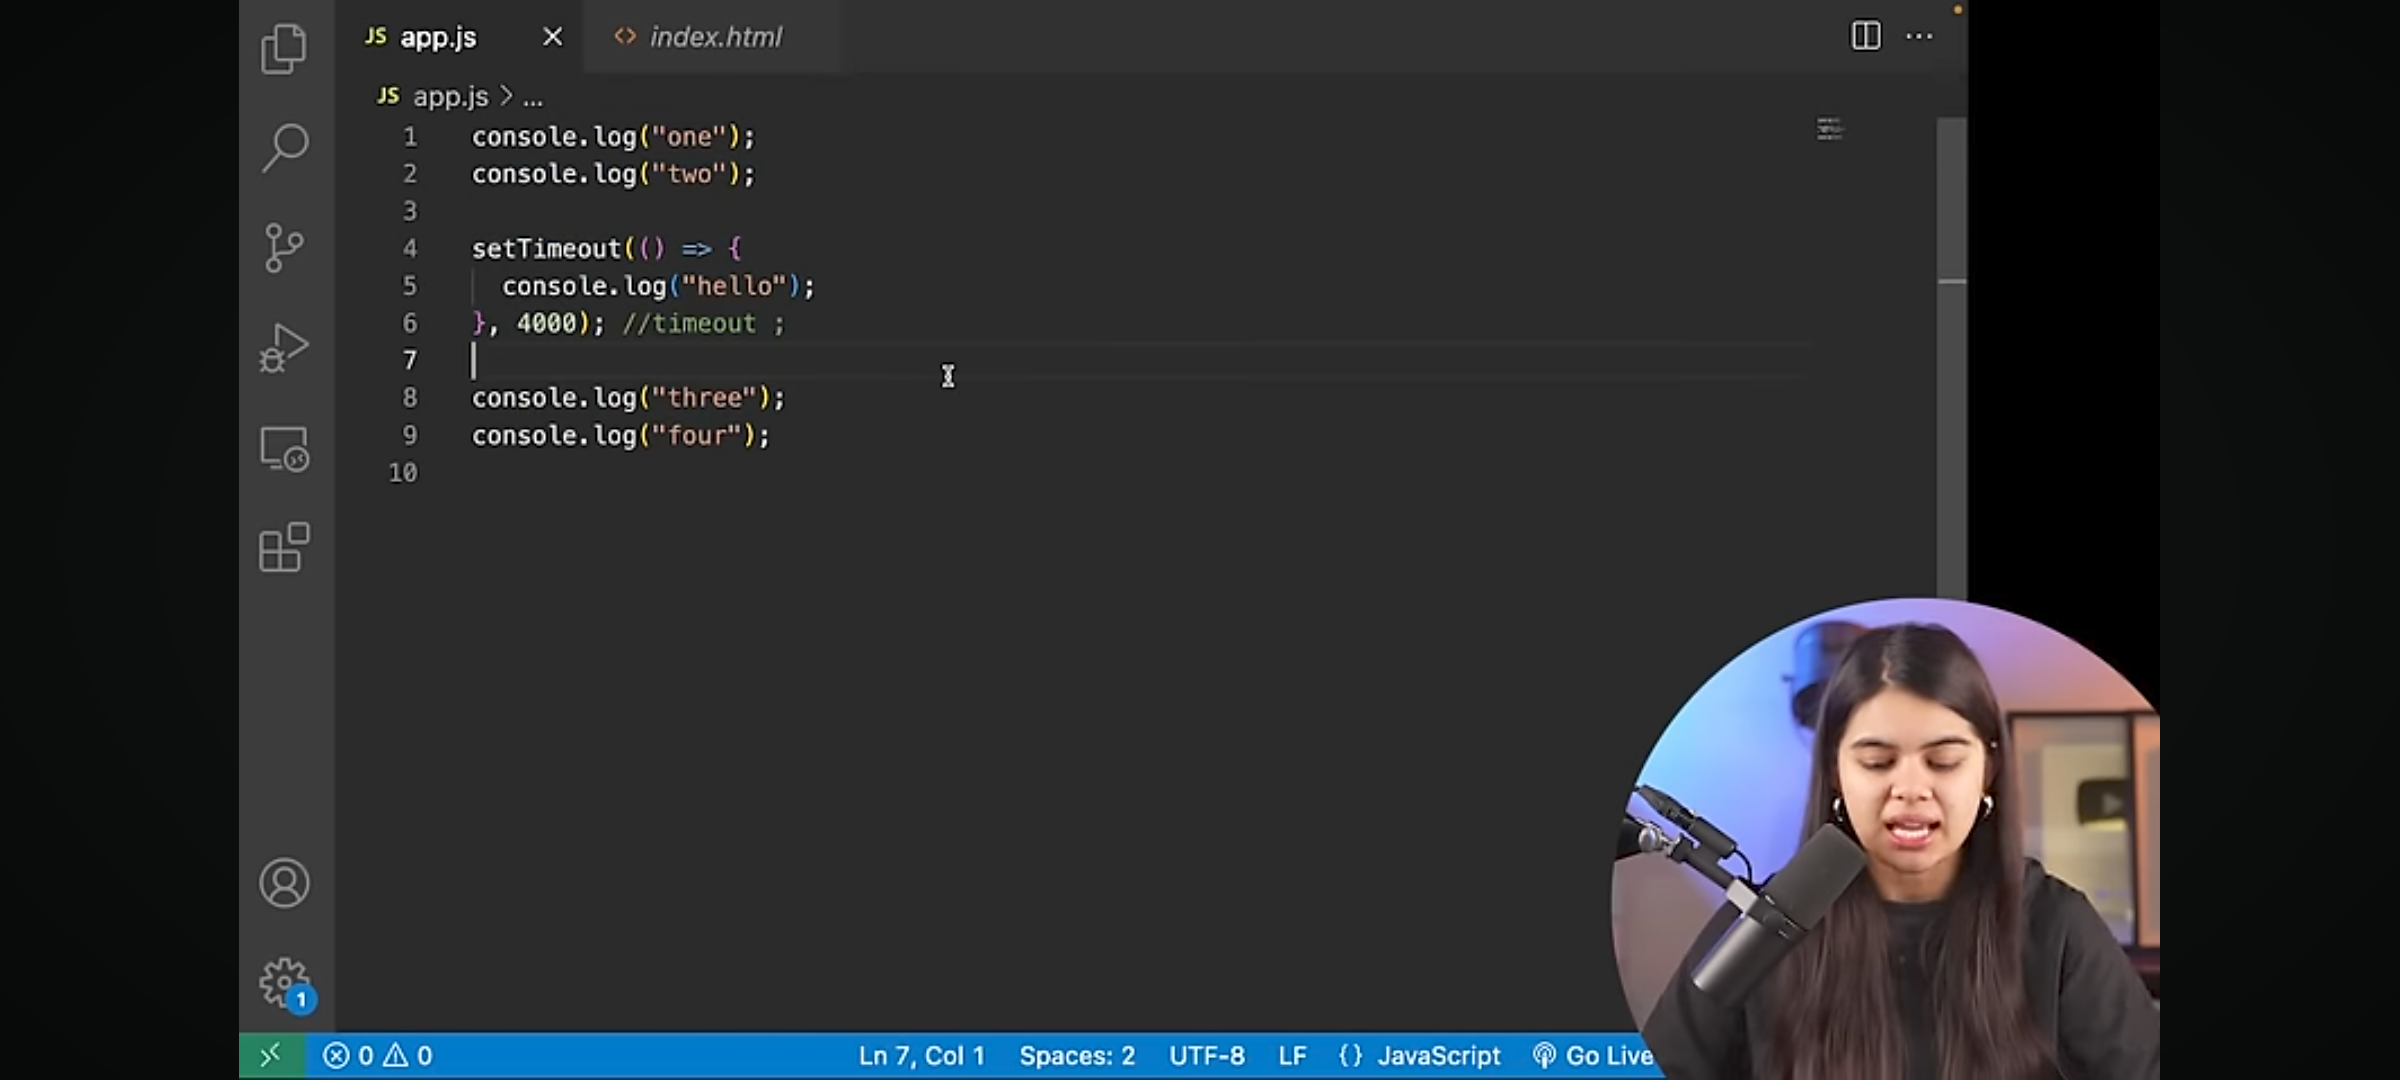 JS app.js
<> index.html
JS app.js > ...
1 console.log("one");
2 console.log("two");
3
4 setTimeout(() => {
5 console.log("hello");
6 }, 4000); //timeout ;
7
8 console.log("three");
9 console.log("four");
10
1
0 0 Ln 7, Col 1 Spaces: 2 UTF-8 LF {} JavaScript Go Live